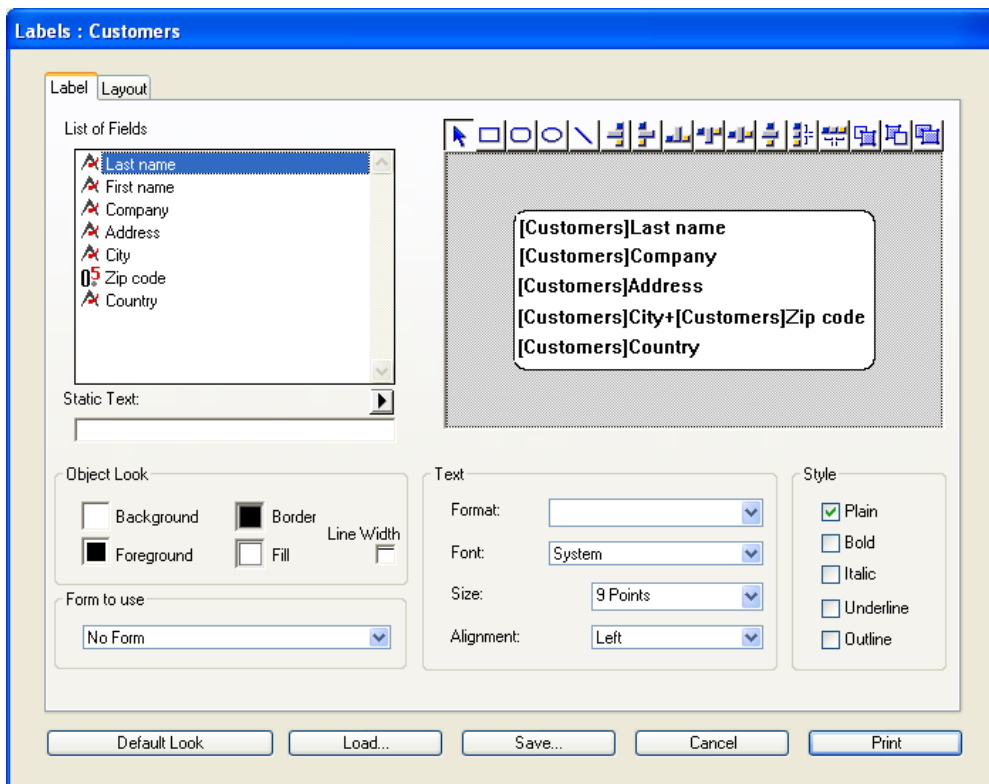 Labels : Customers
Label
Layout
List of Fields
Last name
First name
Company
Address
City
Zip code
Country
Static Text:
[Customers]Last name
[Customers]Company
[Customers]Address
[Customers]City+[Customers]Zip code
[Customers]Country
Object Look
Background
Border
Foreground
Fill
Line Width
Form to use
No Form
Text
Format:
Font:
System
Size:
9 Points
Alignment:
Left
Style
Plain
Bold
Italic
Underline
Outline
Default Look
Load...
Save...
Cancel
Print